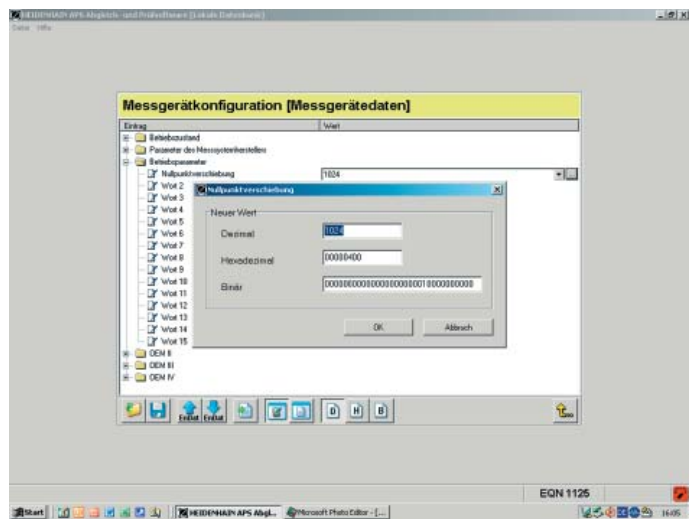 HEIDENHAIN APS Abgleich- und Prüfsoftware [Lokale Datenbank]
Datei Hilfe
Messgerätkonfiguration [Messgerätedaten]
Eintrag Wert
Betriebszustand
Parameter des Messsystemherstellers
Betriebsparameter
Nullpunktverschiebung 1024
Wort 2
Wort 3
Wort 4
Wort 5
Wort 6
Wort 7
Wort 8
Wort 9
Wort 10
Wort 11
Wort 12
Wort 13
Wort 14
Wort 15
OEM II
OEM III
OEM IV
Nullpunktverschiebung
Neuer Wert
Dezimal 1024
Hexadezimal 00000400
Binär 00000000000000000000010000000000
OK Abbruch
EnDat EnDat D H B
EQN 1125
Start HEIDENHAIN APS Abgl... Microsoft Photo Editor - [... 16:05